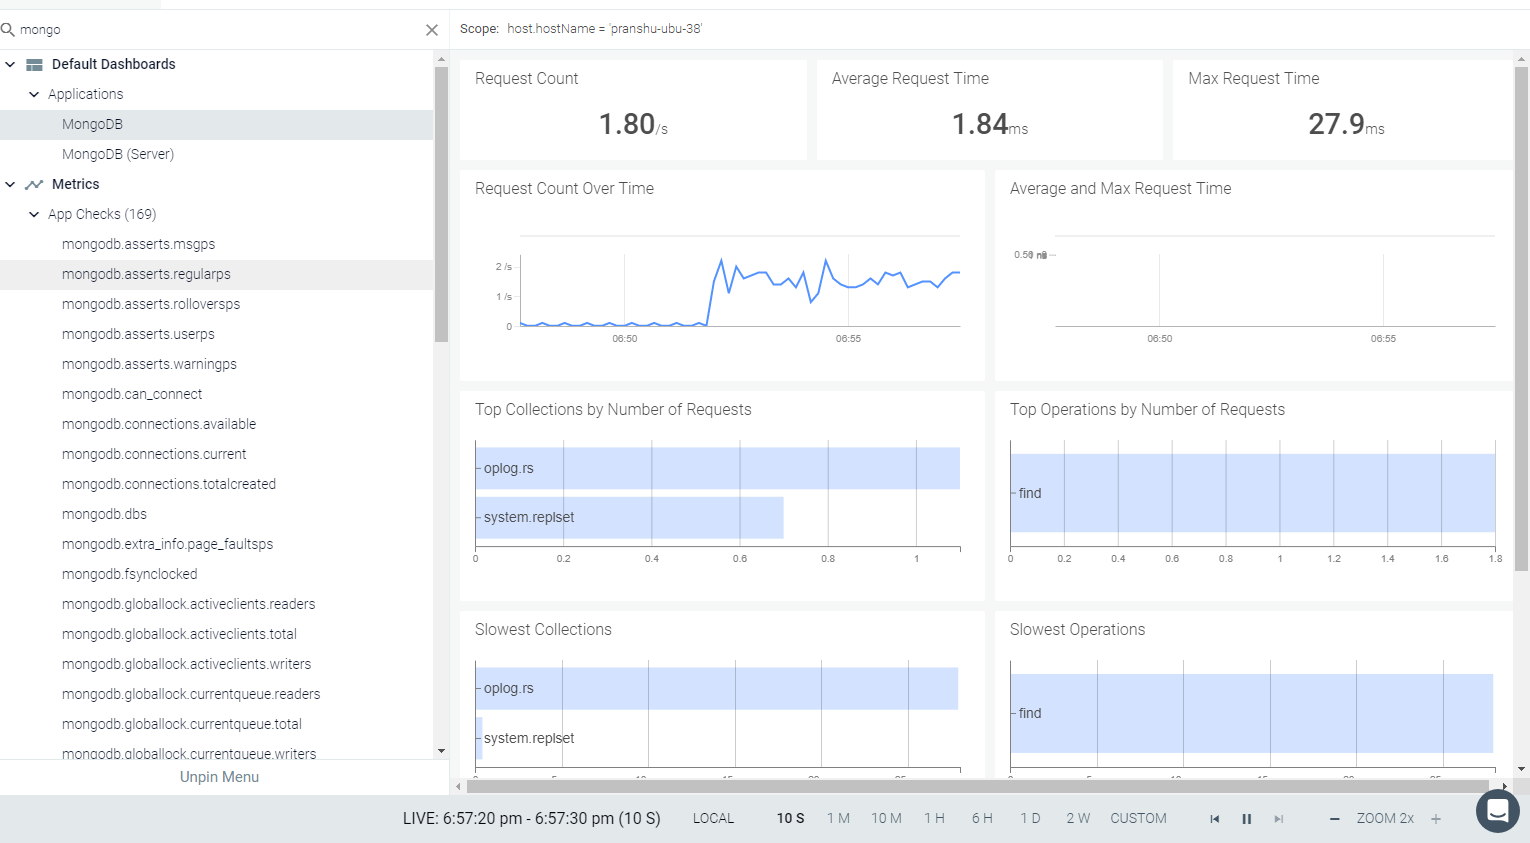 mongo
Default Dashboards
Applications
MongoDB
MongoDB (Server)
Metrics
App Checks (169)
mongodb.asserts.msgps
mongodb.asserts.regularps
mongodb.asserts.rolloversps
mongodb.asserts.userps
mongodb.asserts.warningps
mongodb.can_connect
mongodb.connections.available
mongodb.connections.current
mongodb.connections.totalcreated
mongodb.dbs
mongodb.extra_info.page_faultsps
mongodb.fsynclocked
mongodb.globallock.activeclients.readers
mongodb.globallock.activeclients.total
mongodb.globallock.activeclients.writers
mongodb.globallock.currentqueue.readers
mongodb.globallock.currentqueue.total
mongodb.globallock.currentqueue.writers
Unpin Menu
Scope: host.hostName = 'pranshu-ubu-38'
Request Count
1.80/s
Average Request Time
1.84ms
Max Request Time
27.9ms
Request Count Over Time
2 /s
1 /s
0
06:50 06:55
Average and Max Request Time
06:50 06:55
Top Collections by Number of Requests
oplog.rs
system.replset
0 0.2 0.4 0.6 0.8 1
Top Operations by Number of Requests
find
0 0.2 0.4 0.6 0.8 1 1.2 1.4 1.6 1.8
Slowest Collections
oplog.rs
system.replset
Slowest Operations
find
LIVE: 6:57:20 pm - 6:57:30 pm (10 S) LOCAL 10 S 1 M 10 M 1 H 6 H 1 D 2 W CUSTOM ZOOM 2x